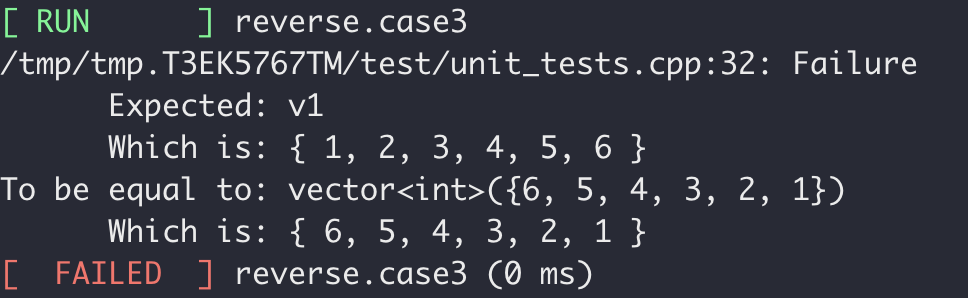 [ RUN      ] reverse.case3
/tmp/tmp.T3EK5767TM/test/unit_tests.cpp:32: Failure
      Expected: v1
      Which is: { 1, 2, 3, 4, 5, 6 }
To be equal to: vector<int>({6, 5, 4, 3, 2, 1})
      Which is: { 6, 5, 4, 3, 2, 1 }
[  FAILED  ] reverse.case3 (0 ms)